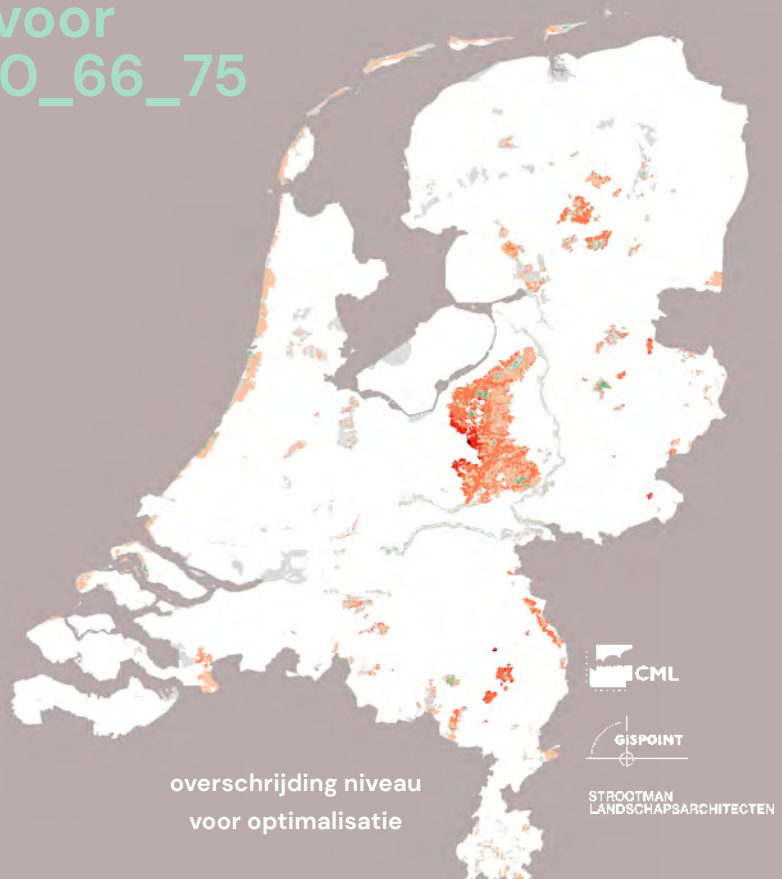 voor
0_66_75
CML
GISPOINT
overschrijding niveau
voor optimalisatie
STROOTMAN
LANDSCHAPSARCHITECTEN